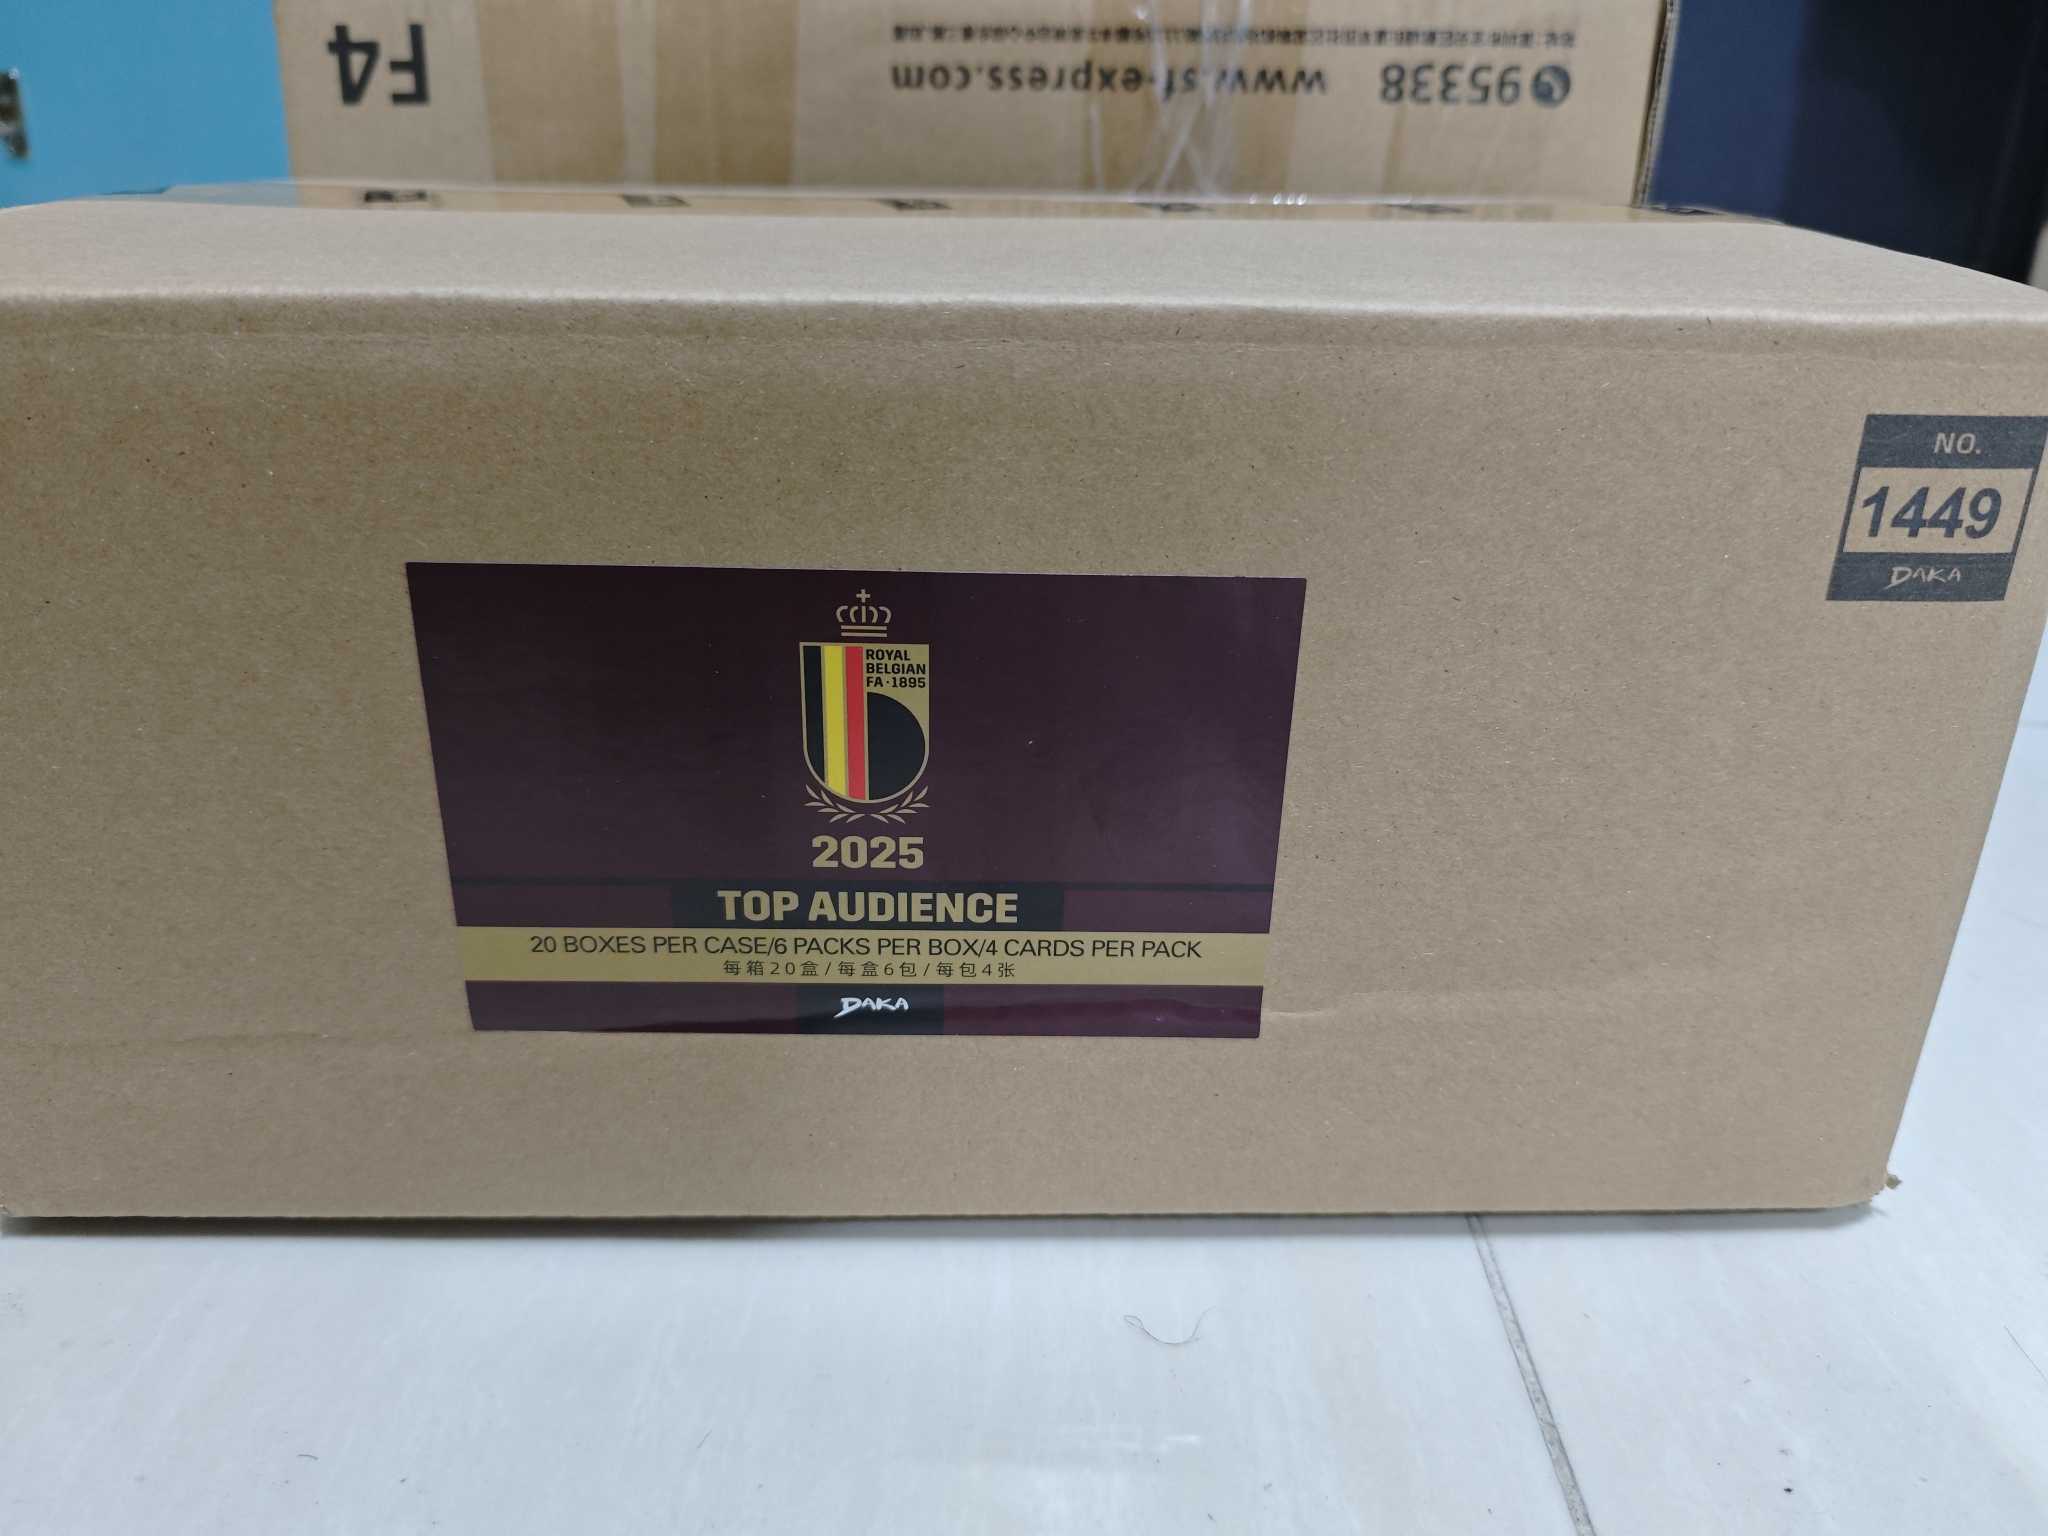 F4
95338 www.sf-express.com
NO.
1449
DAKA
ROYAL
BELGIAN
FA·1895
2025
TOP AUDIENCE
20 BOXES PER CASE/6 PACKS PER BOX/4 CARDS PER PACK
每箱20盒/每盒6包/每包4张
DAKA